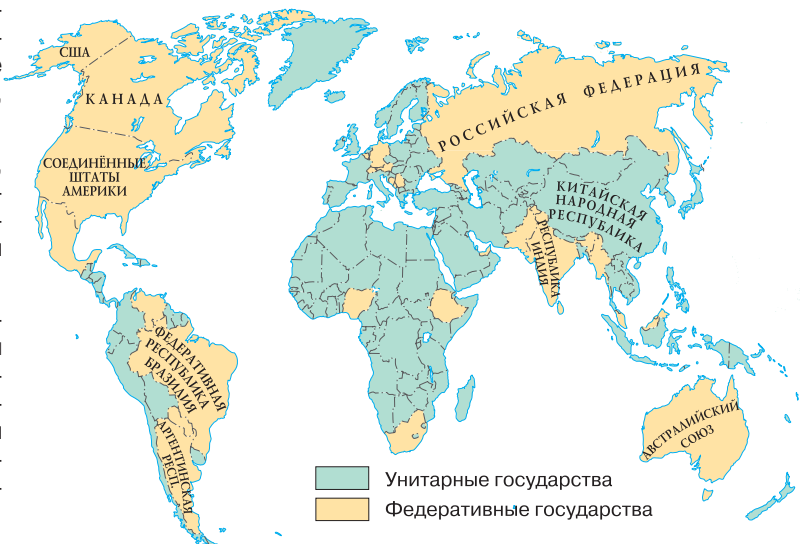 США
КАНАДА
СОЕДИНЁННЫЕ
ШТАТЫ
АМЕРИКИ
РОССИЙСКАЯ ФЕДЕРАЦИЯ
КИТАЙСКАЯ
НАРОДНАЯ
РЕСПУБЛИКА
РЕСПУБЛИКА
ИНДИЯ
ФЕДЕРАТИВНАЯ
РЕСПУБЛИКА
БРАЗИЛИЯ
АРГЕНТИНСКАЯ
РЕСП.
АВСТРАЛИЙСКИЙ
СОЮЗ
Унитарные государства
Федеративные государства